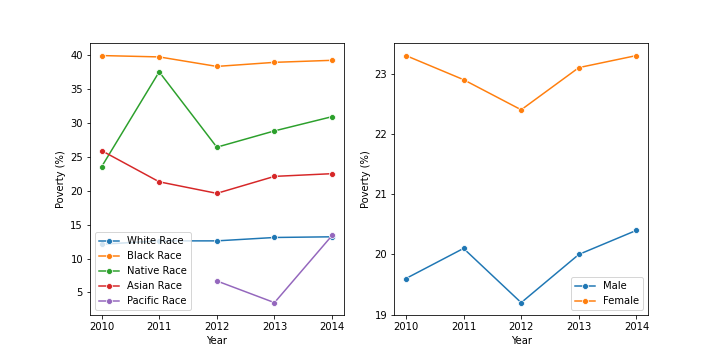 40
35
30
25
20
15
10
5
Poverty (%)
White Race
Black Race
Native Race
Asian Race
Pacific Race
2010 2011 2012 2013 2014
Year
23
22
21
20
19
Poverty (%)
Male
Female
2010 2011 2012 2013 2014
Year